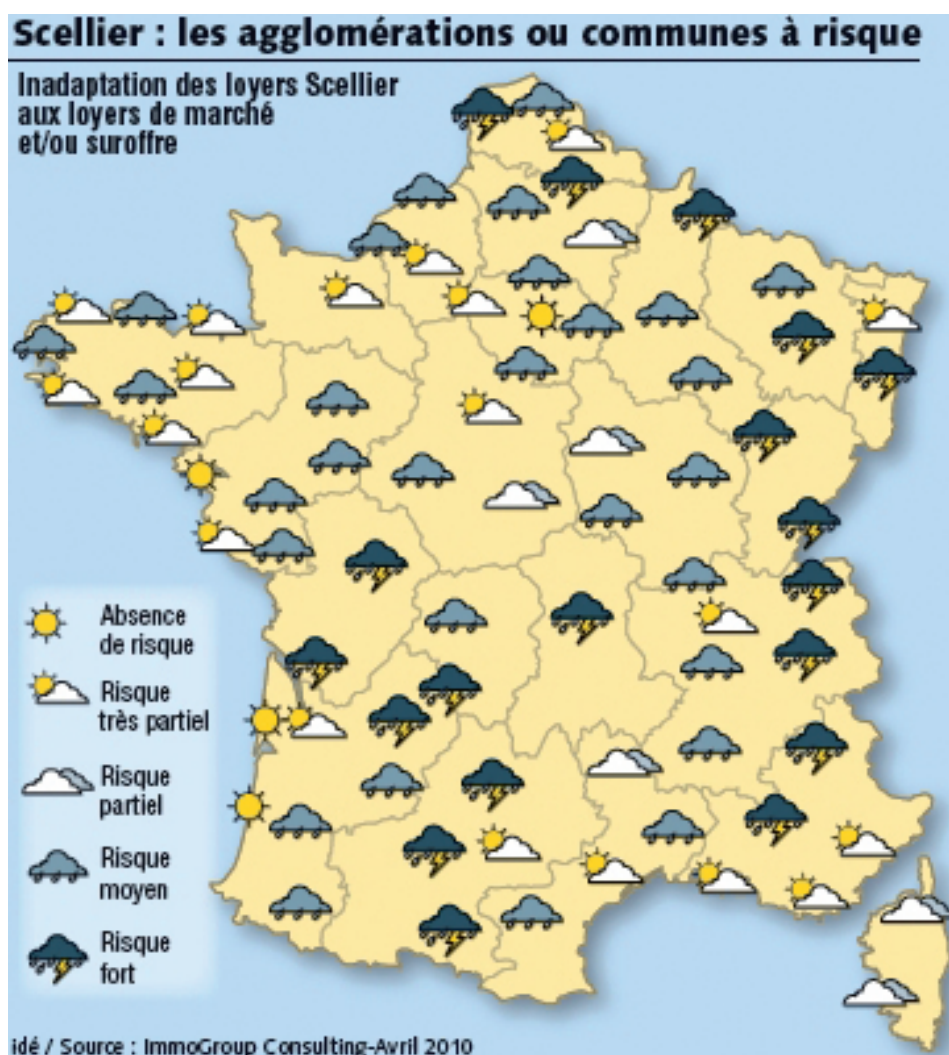 Scellier : les agglomérations ou communes à risque
Inadaptation des loyers Scellier
aux loyers de marché
et/ou suroffre
Absence
de risque
Risque
très partiel
Risque
partiel
Risque
moyen
Risque
fort
idé / Source : ImmoGroup Consulting-Avril 2010